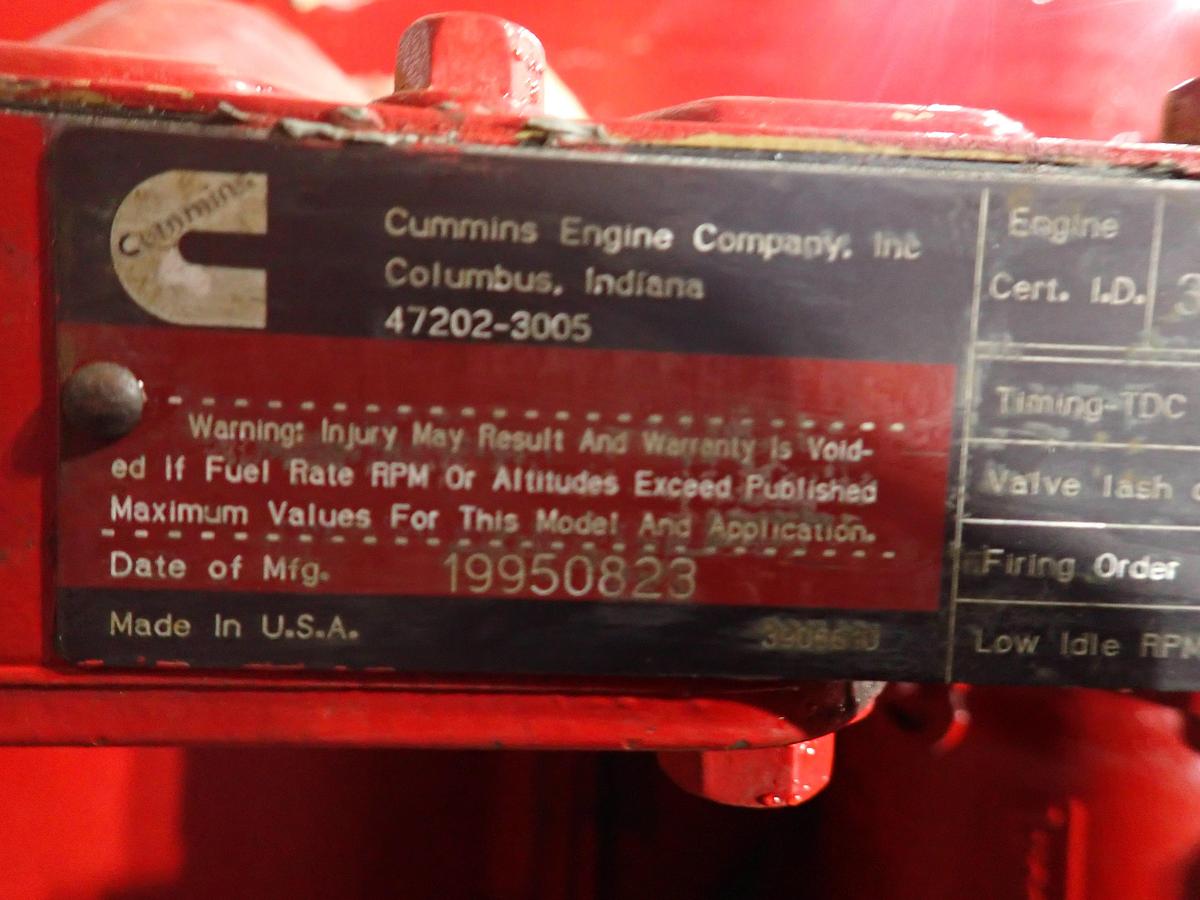 Cummins
Cummins Engine Company, Inc
Columbus, Indiana
47202-3005
Warning: Injury May Result And Warranty Is Void-
ed If Fuel Rate RPM Or Altitudes Exceed Published
Maximum Values For This Model And Application.
Date of Mfg. 19950823
Made In U.S.A.
Engine
Cert. I.D. 3
Timing-TDC
Valve lash
Firing Order
Low Idle RPM